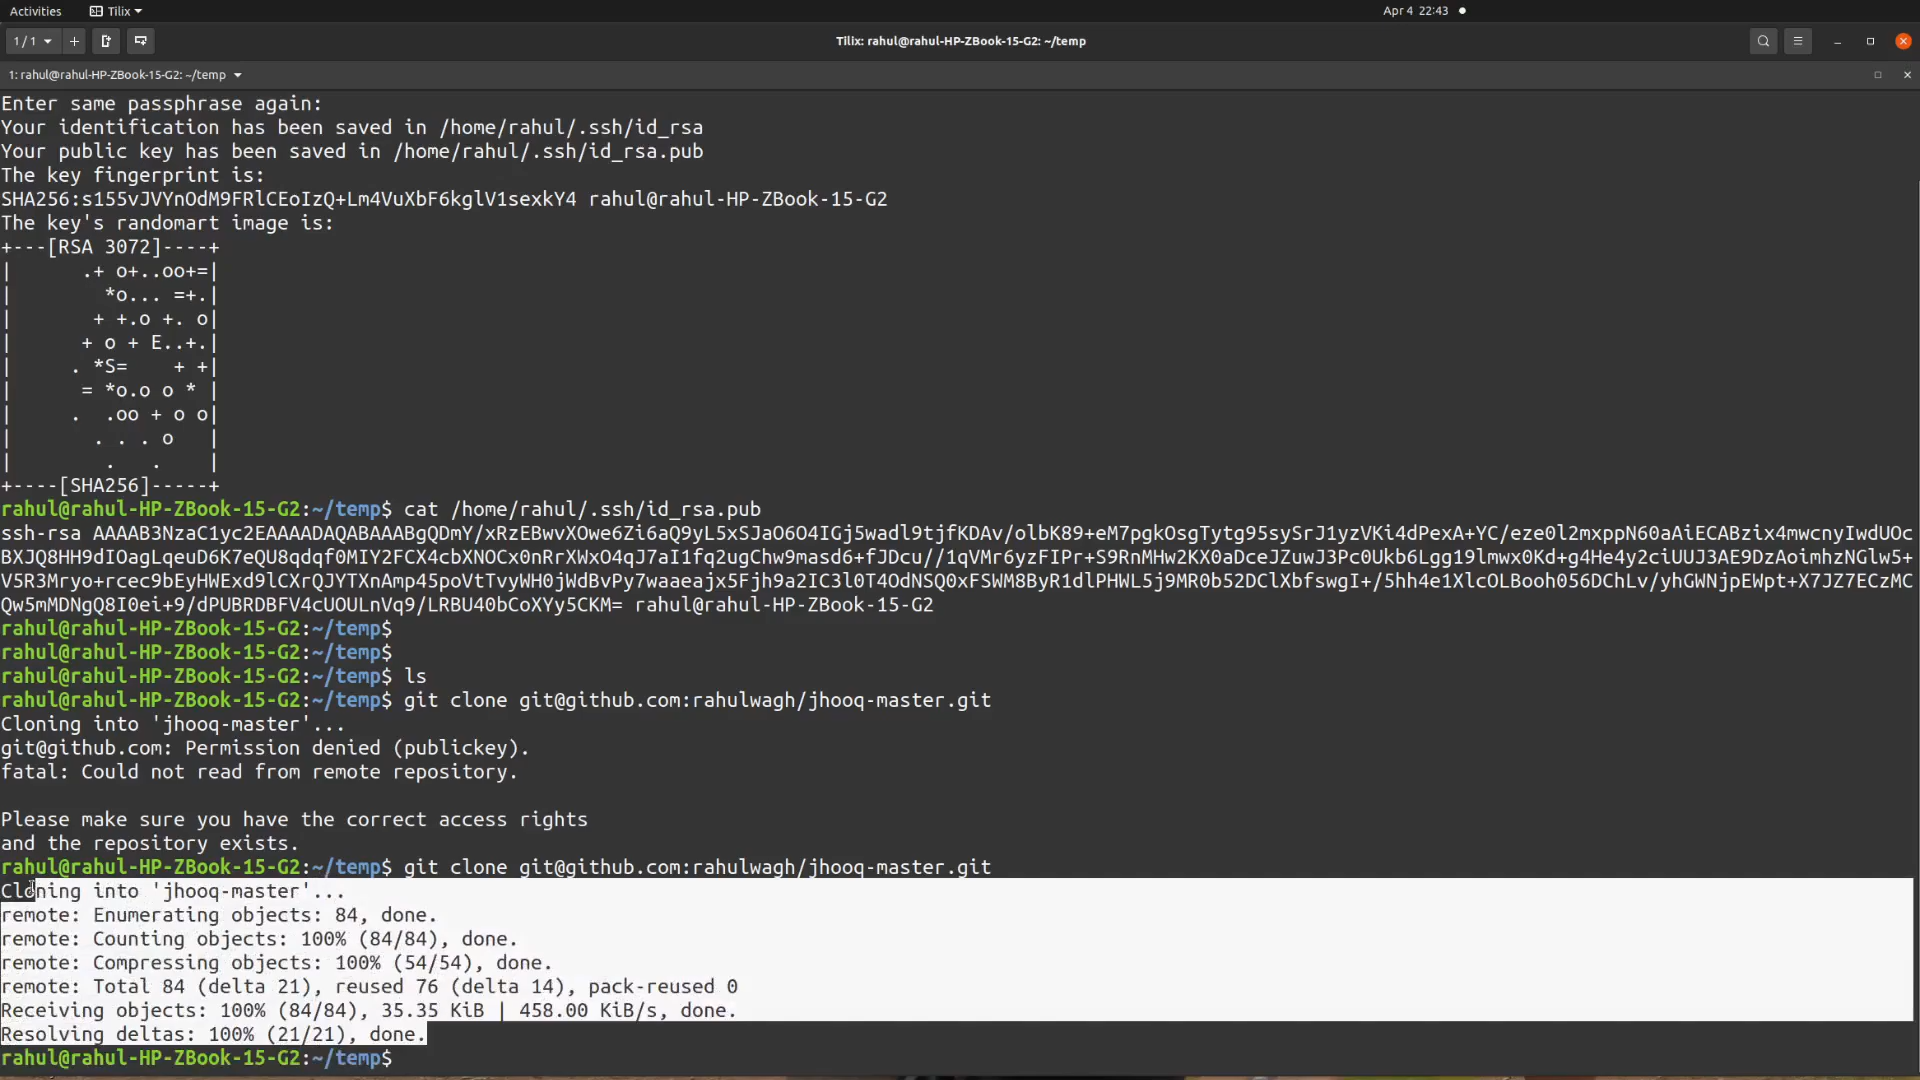 Activities Tilix Apr 4 22:43
1 / 1 Tilix: rahul@rahul-HP-ZBook-15-G2: ~/temp
1: rahul@rahul-HP-ZBook-15-G2: ~/temp
Enter same passphrase again:
Your identification has been saved in /home/rahul/.ssh/id_rsa
Your public key has been saved in /home/rahul/.ssh/id_rsa.pub
The key fingerprint is:
SHA256:s155vJVYnOdM9FRlCEoIzQ+Lm4VuXbF6kglV1sexkY4 rahul@rahul-HP-ZBook-15-G2
The key's randomart image is:
+---[RSA 3072]----+
|      .+ o+..oo+=|
|        *o... =+.|
|       + +.o +. o|
|      + o + E..+.|
|     . *S=    + +|
|      = *o.o o * |
|     .  .oo + o o|
|       . . . o   |
|        .   .    |
+----[SHA256]-----+
rahul@rahul-HP-ZBook-15-G2:~/temp$ cat /home/rahul/.ssh/id_rsa.pub
ssh-rsa AAAAB3NzaC1yc2EAAAADAQABAAABgQDmY/xRzEBwvXOwe6Zi6aQ9yL5xSJaO6O4IGj5wadl9tjfKDAv/olbK89+eM7pgkOsgTytg95sySrJ1yzVKi4dPexA+YC/eze0l2mxppN60aAiECABzix4mwcnyIwdUOc
BXJQ8HH9dIOagLqeuD6K7eQU8qdqf0MIY2FCX4cbXNOCx0nRrXWxO4qJ7aI1fq2ugChw9masd6+fJDcu//1qVMr6yzFIPr+S9RnMHw2KX0aDceJZuwJ3Pc0Ukb6Lgg19lmwx0Kd+g4He4y2ciUUJ3AE9DzAoimhzNGlw5+
V5R3Mryo+rcec9bEyHWExd9lCXrQJYTXnAmp45poVtTvyWH0jWdBvPy7waaeajx5Fjh9a2IC3l0T4OdNSQ0xFSWM8ByR1dlPHWL5j9MR0b52DClXbfswgI+/5hh4e1XlcOLBooh056DChLv/yhGWNjpEWpt+X7JZ7ECzMC
Qw5mMDNgQ8I0ei+9/dPUBRDBFV4cUOULnVq9/LRBU40bCoXYy5CKM= rahul@rahul-HP-ZBook-15-G2
rahul@rahul-HP-ZBook-15-G2:~/temp$
rahul@rahul-HP-ZBook-15-G2:~/temp$
rahul@rahul-HP-ZBook-15-G2:~/temp$ ls
rahul@rahul-HP-ZBook-15-G2:~/temp$ git clone git@github.com:rahulwagh/jhooq-master.git
Cloning into 'jhooq-master'...
git@github.com: Permission denied (publickey).
fatal: Could not read from remote repository.

Please make sure you have the correct access rights
and the repository exists.
rahul@rahul-HP-ZBook-15-G2:~/temp$ git clone git@github.com:rahulwagh/jhooq-master.git
Cloning into 'jhooq-master'...
remote: Enumerating objects: 84, done.
remote: Counting objects: 100% (84/84), done.
remote: Compressing objects: 100% (54/54), done.
remote: Total 84 (delta 21), reused 76 (delta 14), pack-reused 0
Receiving objects: 100% (84/84), 35.35 KiB | 458.00 KiB/s, done.
Resolving deltas: 100% (21/21), done.
rahul@rahul-HP-ZBook-15-G2:~/temp$